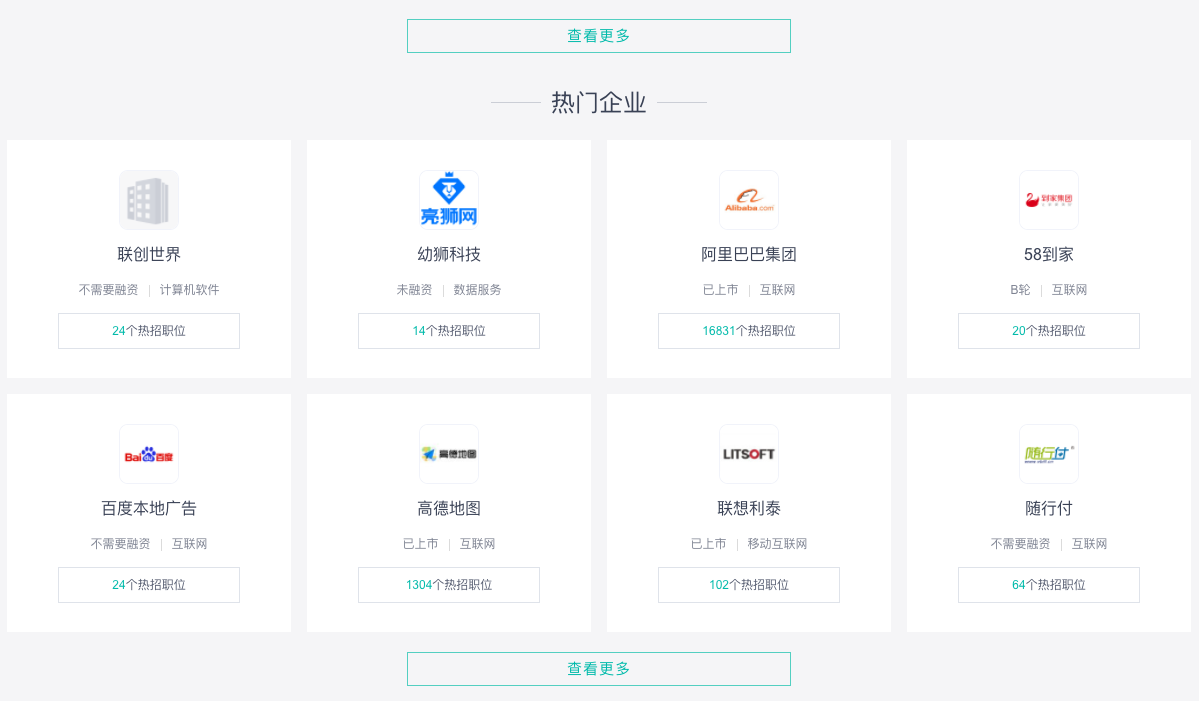 查看更多
热门企业
亮狮网
Alibaba.com
到家集团
联创世界
幼狮科技
阿里巴巴集团
58到家
不需要融资 | 计算机软件
未融资 | 数据服务
已上市 | 互联网
B轮 | 互联网
24个热招职位
14个热招职位
16831个热招职位
20个热招职位
Bai du 百度
高德地图
LITSOFT
随行付
百度本地广告
高德地图
联想利泰
随行付
不需要融资 | 互联网
已上市 | 互联网
已上市 | 移动互联网
不需要融资 | 互联网
24个热招职位
1304个热招职位
102个热招职位
64个热招职位
查看更多